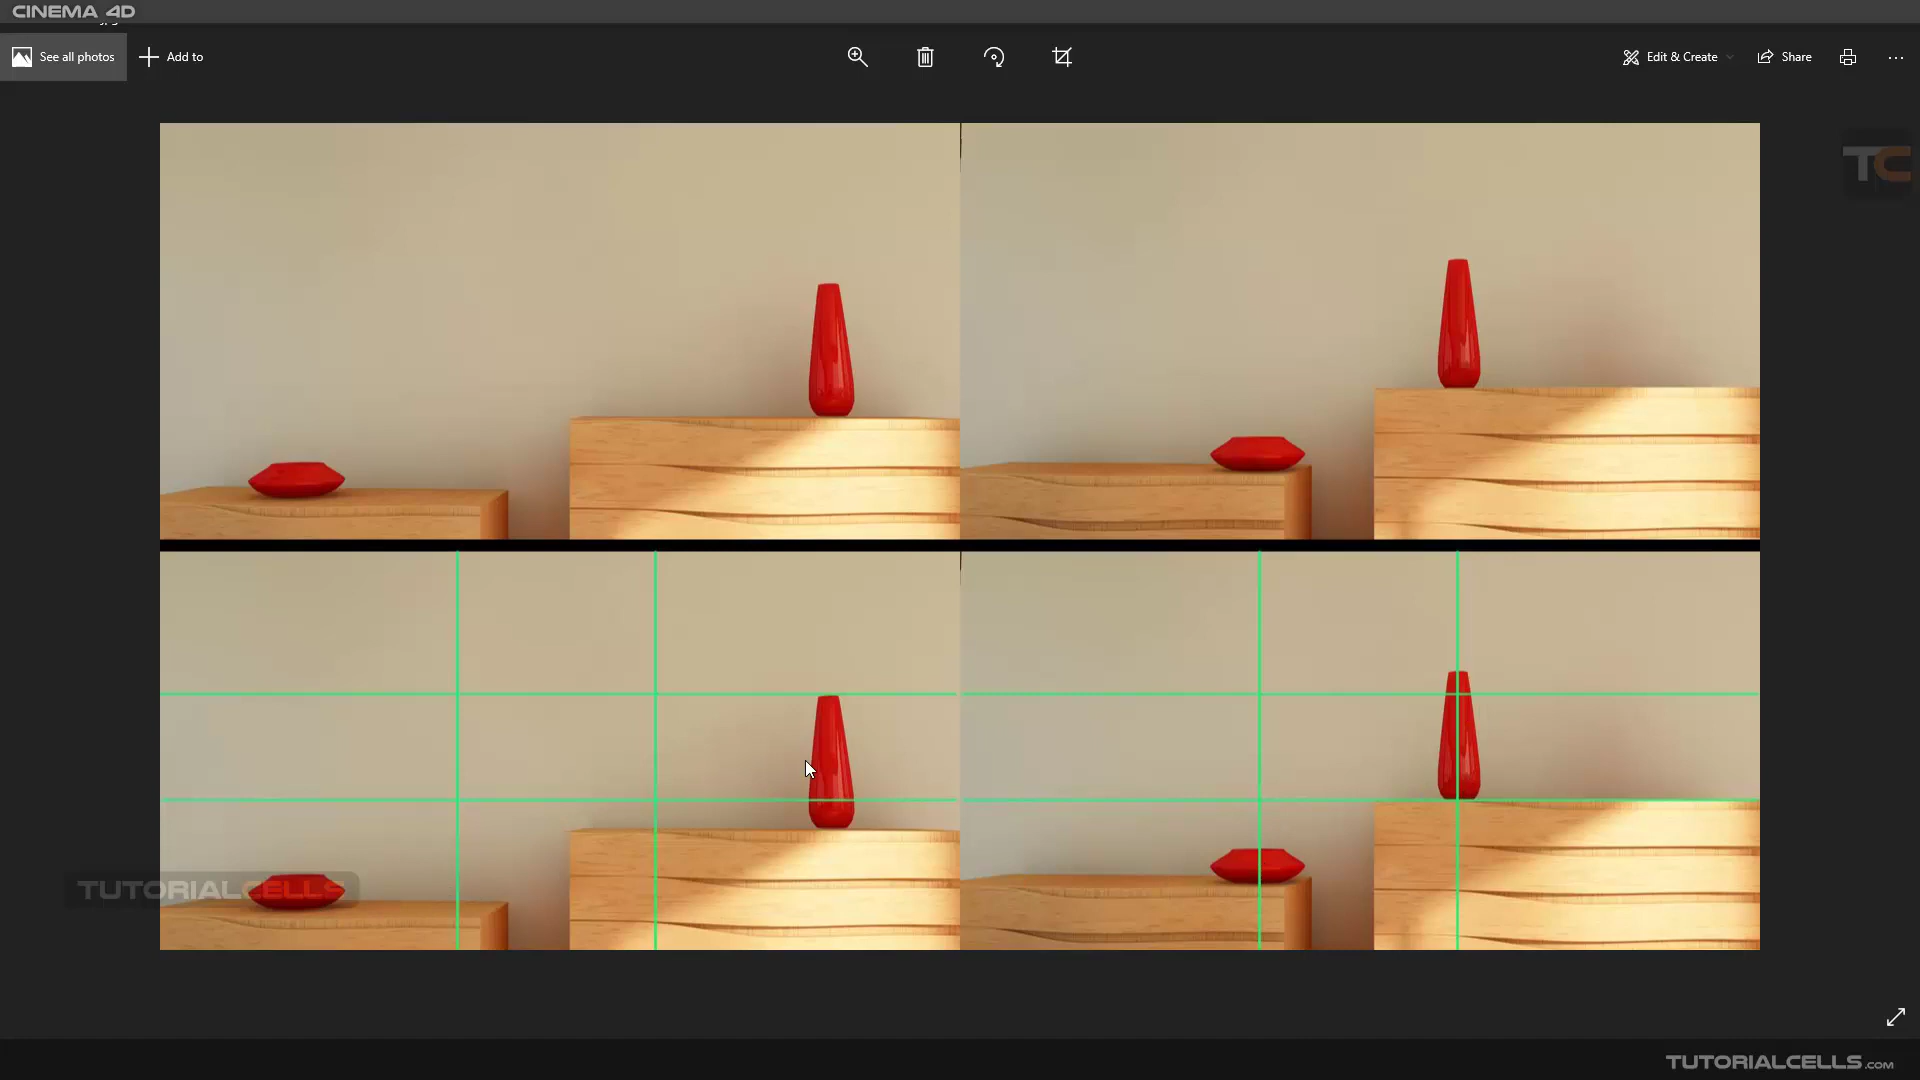 CINEMA 4D
See all photos
Add to
Edit & Create
Share
TC
TUTORIALCELLS
TUTORIALCELLS.COM